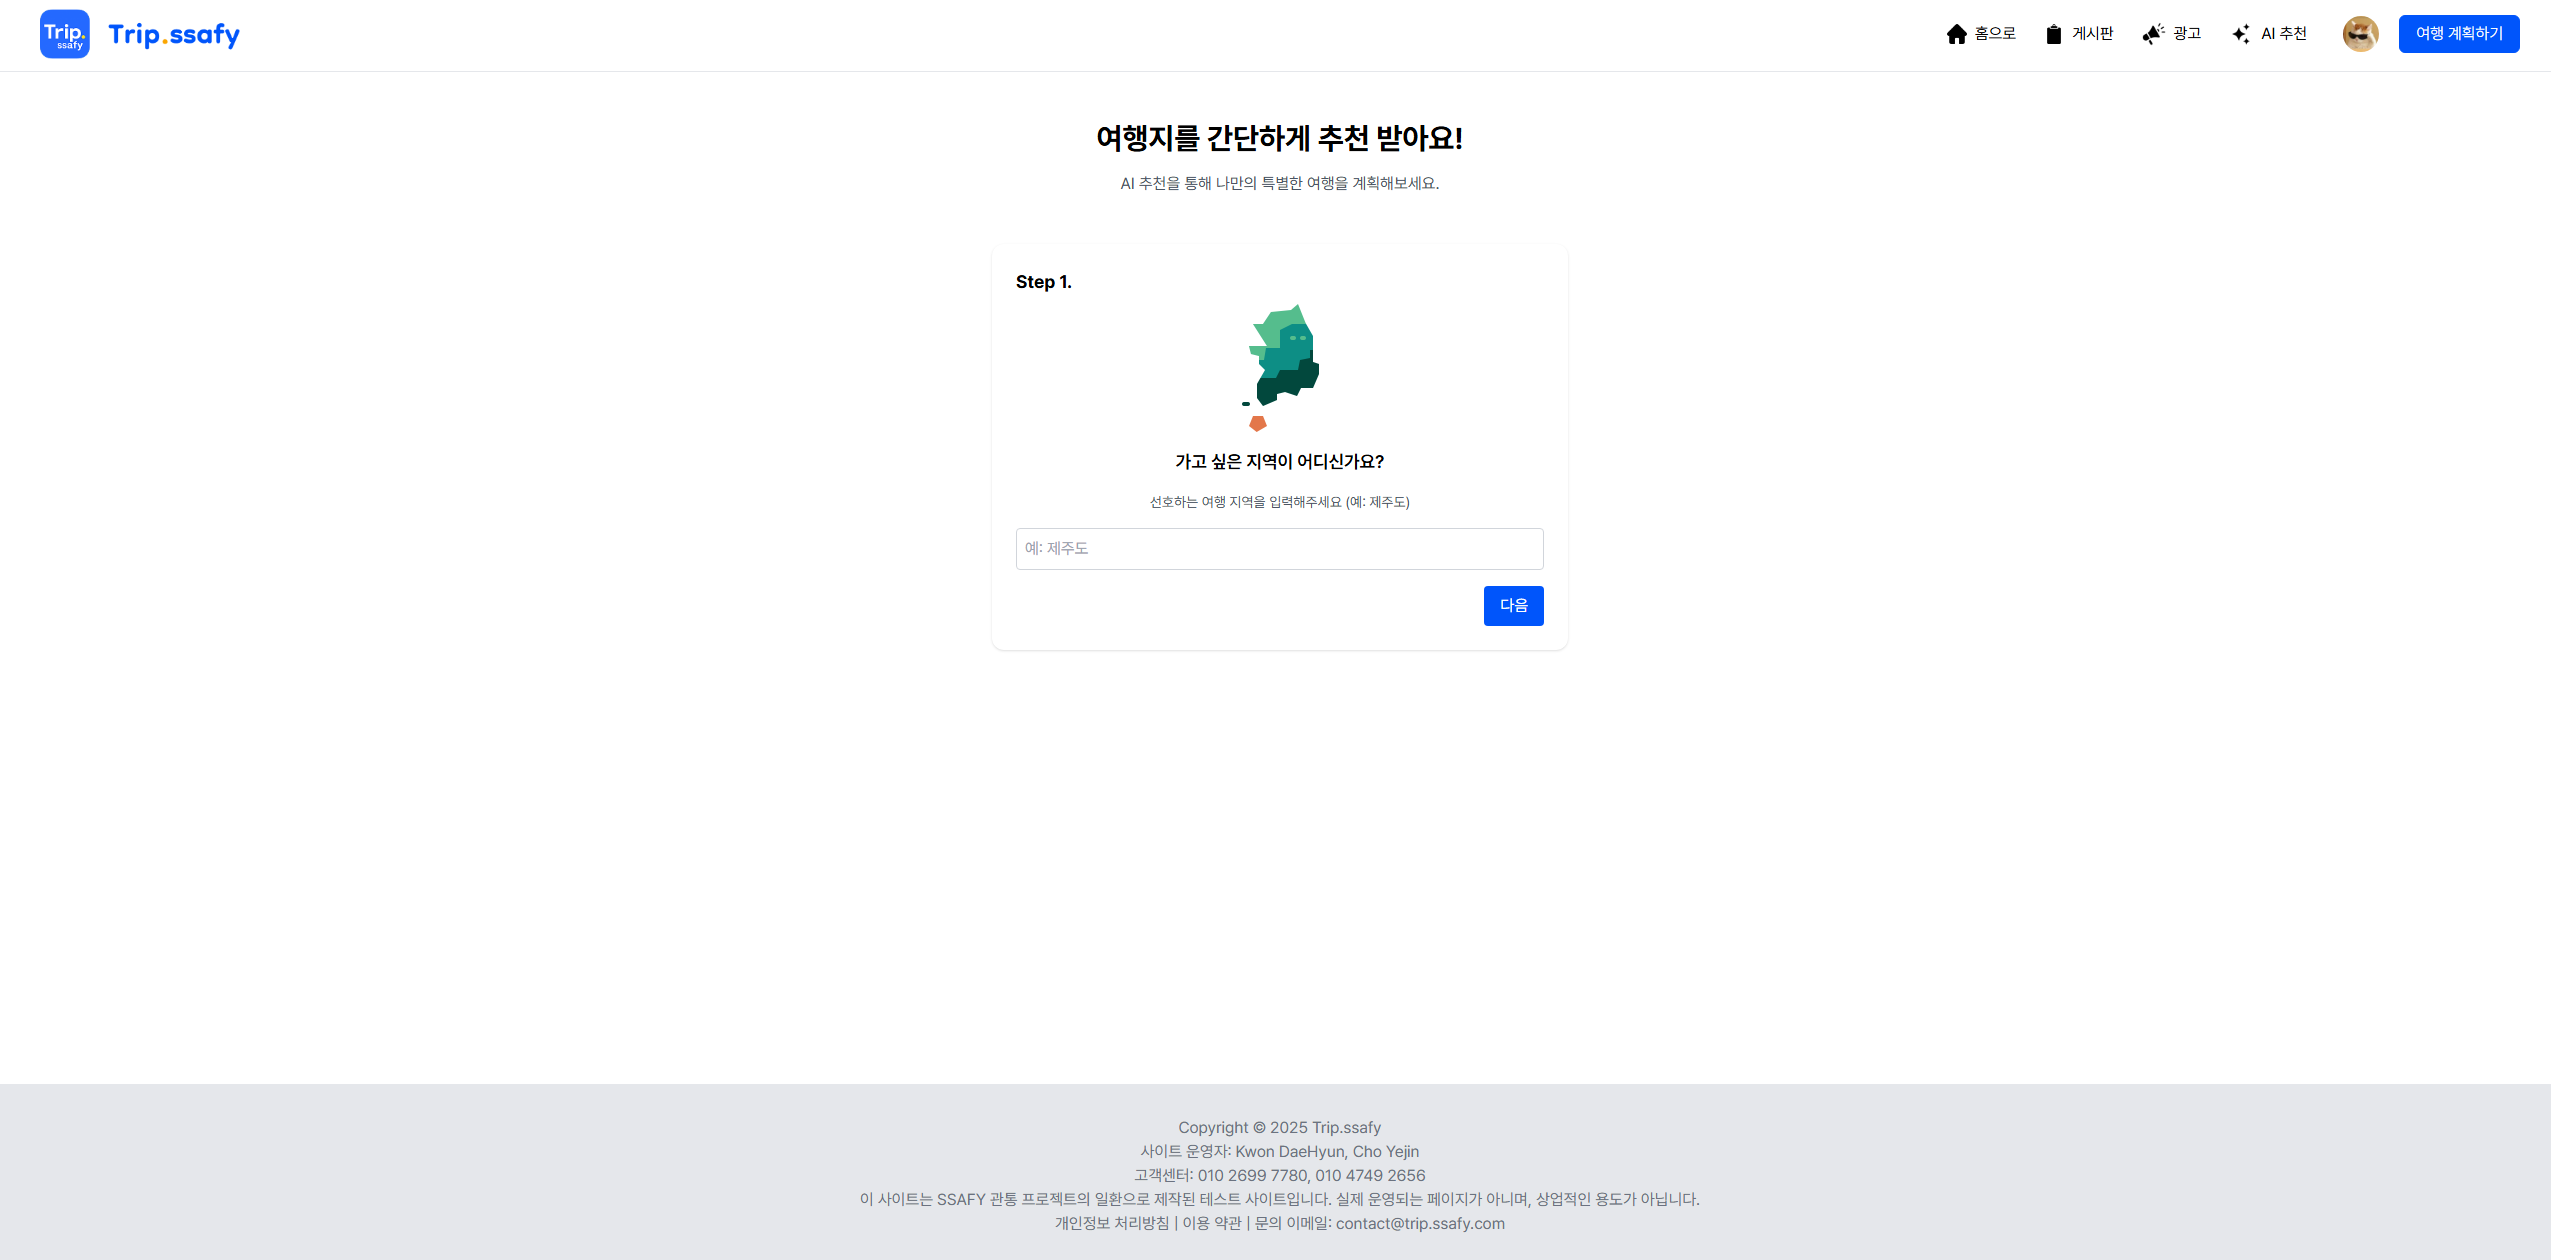 Trip.
ssafy
Trip.ssafy
홈으로
게시판
광고
AI 추천
여행 계획하기
여행지를 간단하게 추천 받아요!
AI 추천을 통해 나만의 특별한 여행을 계획해보세요.
Step 1.
가고 싶은 지역이 어디신가요?
선호하는 여행 지역을 입력해주세요 (예: 제주도)
예: 제주도
다음
Copyright © 2025 Trip.ssafy
사이트 운영자: Kwon DaeHyun, Cho Yejin
고객센터: 010 2699 7780, 010 4749 2656
이 사이트는 SSAFY 관통 프로젝트의 일환으로 제작된 테스트 사이트입니다. 실제 운영되는 페이지가 아니며, 상업적인 용도가 아닙니다.
개인정보 처리방침 | 이용 약관 | 문의 이메일: contact@trip.ssafy.com